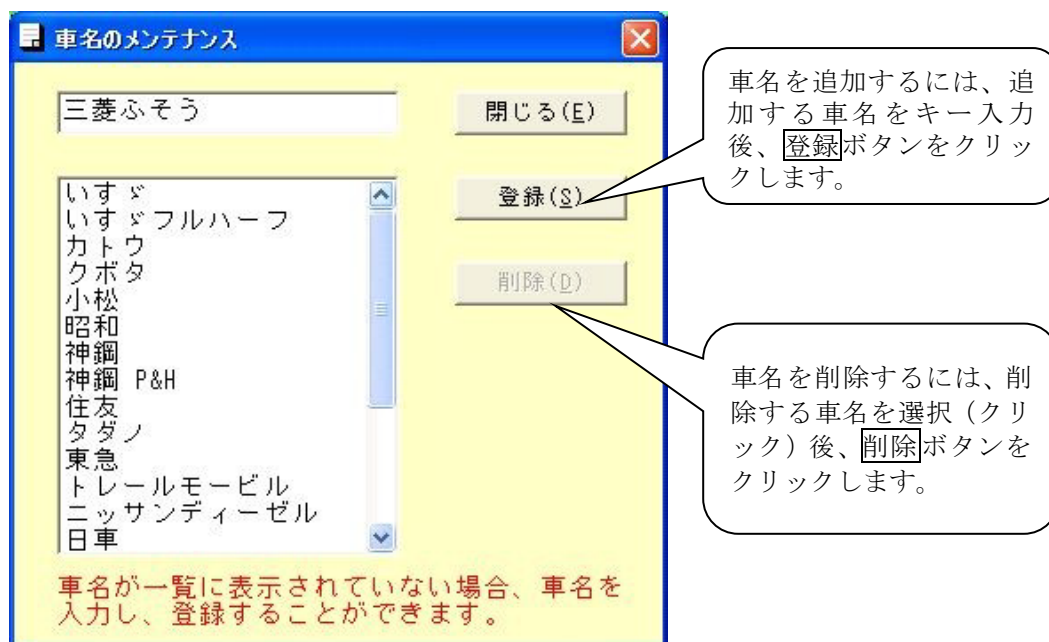 車名のメンテナンス
三菱ふそう
閉じる(E)
いすゞ
いすゞフルハーフ
カトウ
クボタ
小松
昭和
神鋼
神鋼 P&H
住友
タダノ
東急
トレールモービル
ニッサンディーゼル
日車
登録(S)
削除(D)
車名が一覧に表示されていない場合、車名を
入力し、登録することができます。
車名を追加するには、追
加する車名をキー入力
後、登録ボタンをクリッ
クします。
車名を削除するには、削
除する車名を選択（クリ
ック）後、削除ボタンを
クリックします。